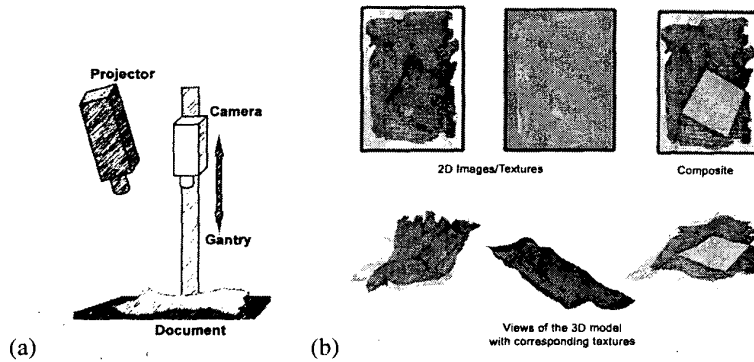 Projector
Camera
Gantry
Document
(a)
2D Images/Textures
Composite
Views of the 3D model
with corresponding textures
(b)